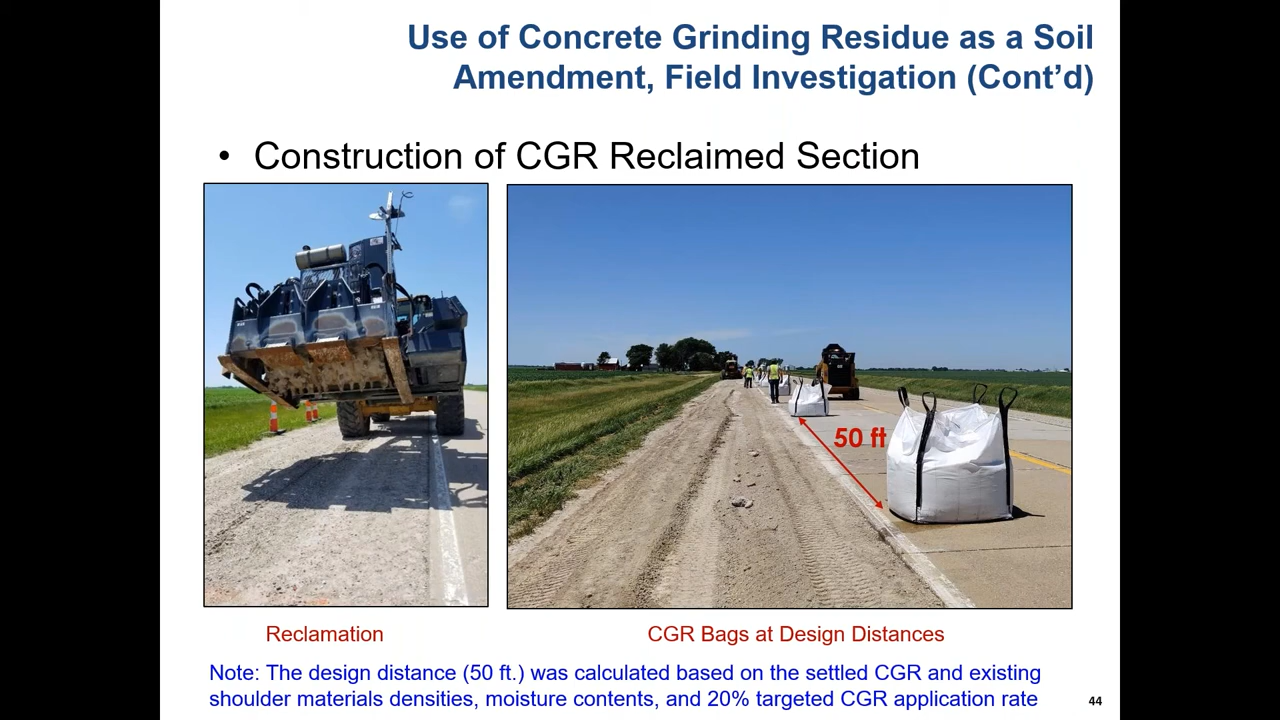 Use of Concrete Grinding Residue as a Soil
Amendment, Field Investigation (Cont’d)
• Construction of CGR Reclaimed Section
50 ft
Reclamation
CGR Bags at Design Distances
Note: The design distance (50 ft.) was calculated based on the settled CGR and existing
shoulder materials densities, moisture contents, and 20% targeted CGR application rate
44